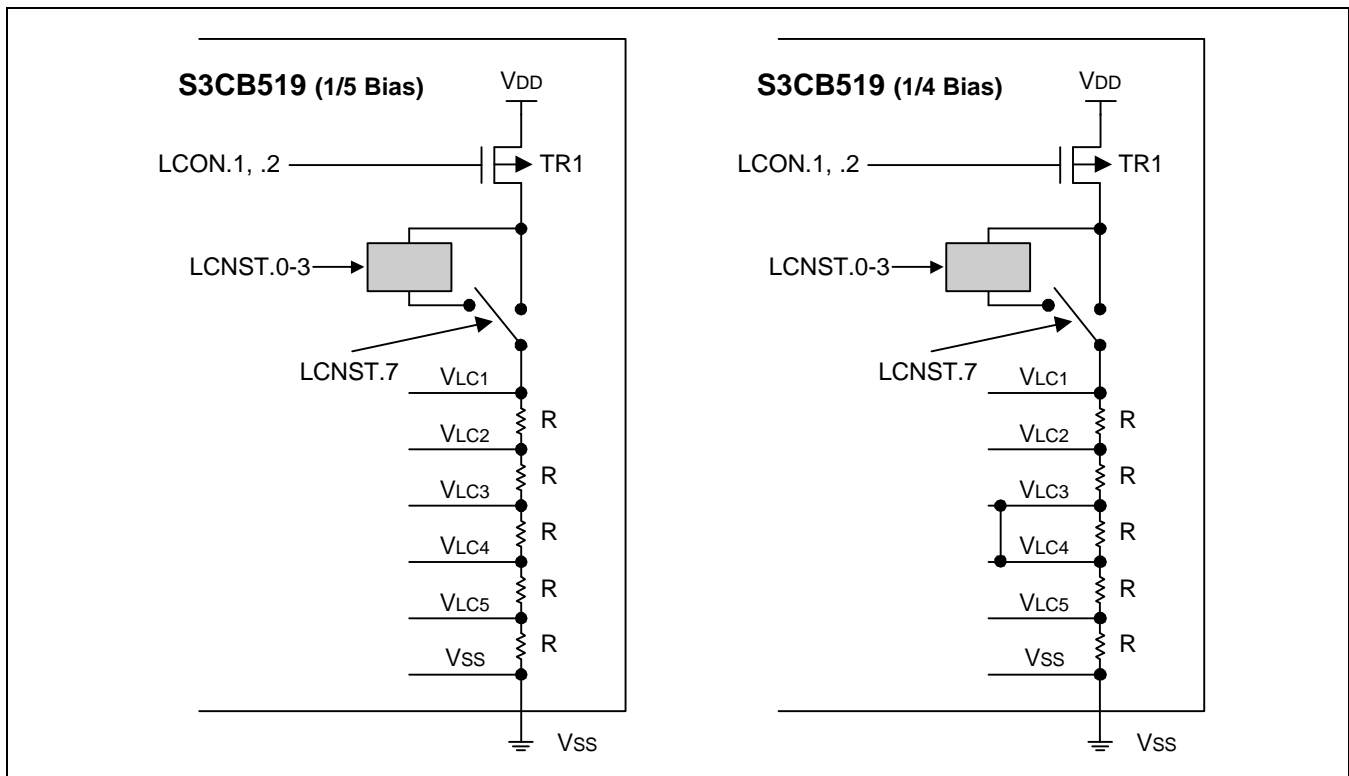 S3CB519 (1/5 Bias)
VDD
LCON.1, .2
TR1
LCNST.0-3
LCNST.7
VLC1
R
VLC2
R
VLC3
R
VLC4
R
VLC5
R
VSS
VSS
S3CB519 (1/4 Bias)
VDD
LCON.1, .2
TR1
LCNST.0-3
LCNST.7
VLC1
R
VLC2
R
VLC3
R
VLC4
R
VLC5
R
VSS
VSS